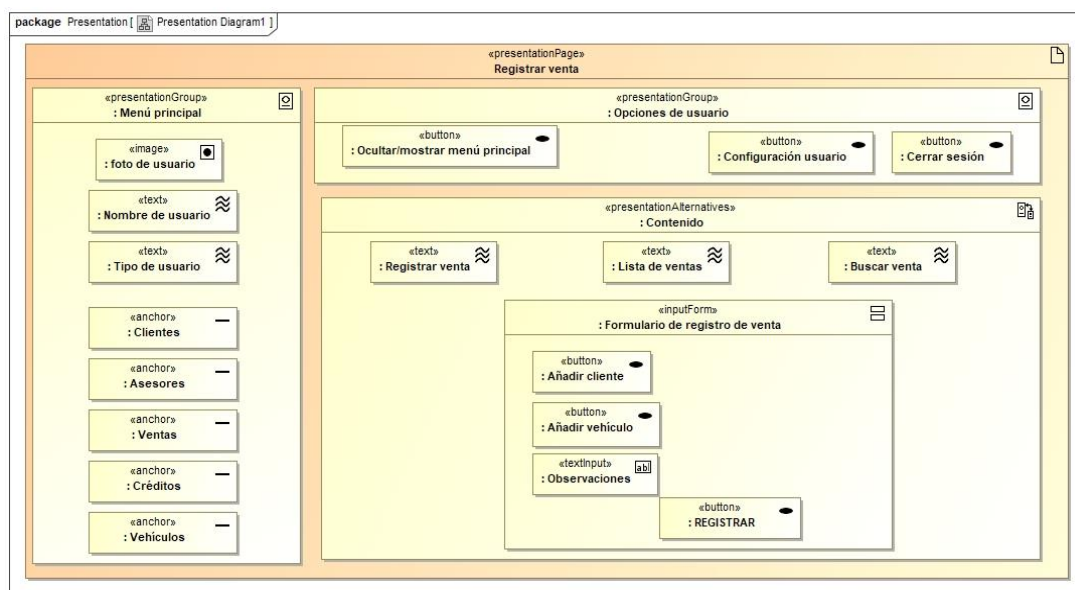 package Presentation [ Presentation Diagram1 ]
«presentationPage»
Registrar venta
«presentationGroup»
: Menú principal
«image»
: foto de usuario
«text»
: Nombre de usuario
«text»
: Tipo de usuario
«anchor»
: Clientes
«anchor»
: Asesores
«anchor»
: Ventas
«anchor»
: Créditos
«anchor»
: Vehículos
«presentationGroup»
: Opciones de usuario
«button»
: Ocultar/mostrar menú principal
«button»
: Configuración usuario
«button»
: Cerrar sesión
«presentationAlternatives»
: Contenido
«text»
: Registrar venta
«text»
: Lista de ventas
«text»
: Buscar venta
«inputForm»
: Formulario de registro de venta
«button»
: Añadir cliente
«button»
: Añadir vehículo
«textInput»
ab
: Observaciones
«button»
: REGISTRAR